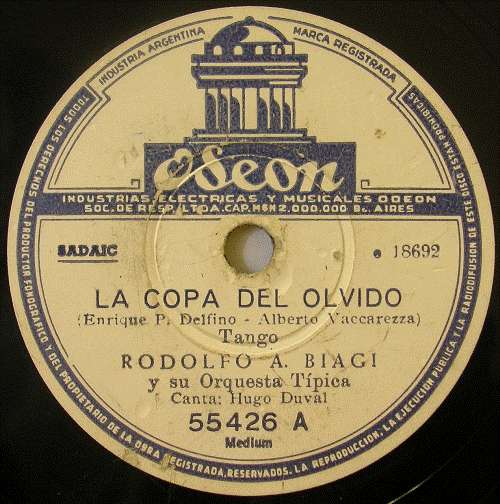 INDUSTRIA ARGENTINA
MARCA REGISTRADA
Odeon
INDUSTRIAS ELECTRICAS Y MUSICALES ODEON
SOC. DE RESP. LTDA. CAP. M$N 2.000.000 Bs. AIRES
SADAIC
e 18692
LA COPA DEL OLVIDO
(Enrique P. Delfino - Alberto Vaccarezza)
Tango
RODOLFO A. BIAGI
y su Orquesta Típica
Canta: Hugo Duval
55426 A
Medium
TODOS LOS DERECHOS DEL PRODUCTOR FONOGRAFICO Y DEL PROPIETARIO DE LA OBRA REGISTRADA, RESERVADOS. LA REPRODUCCION, LA EJECUCION PUBLICA Y LA RADIODIFUSION DE ESTE DISCO ESTAN PROHIBIDAS